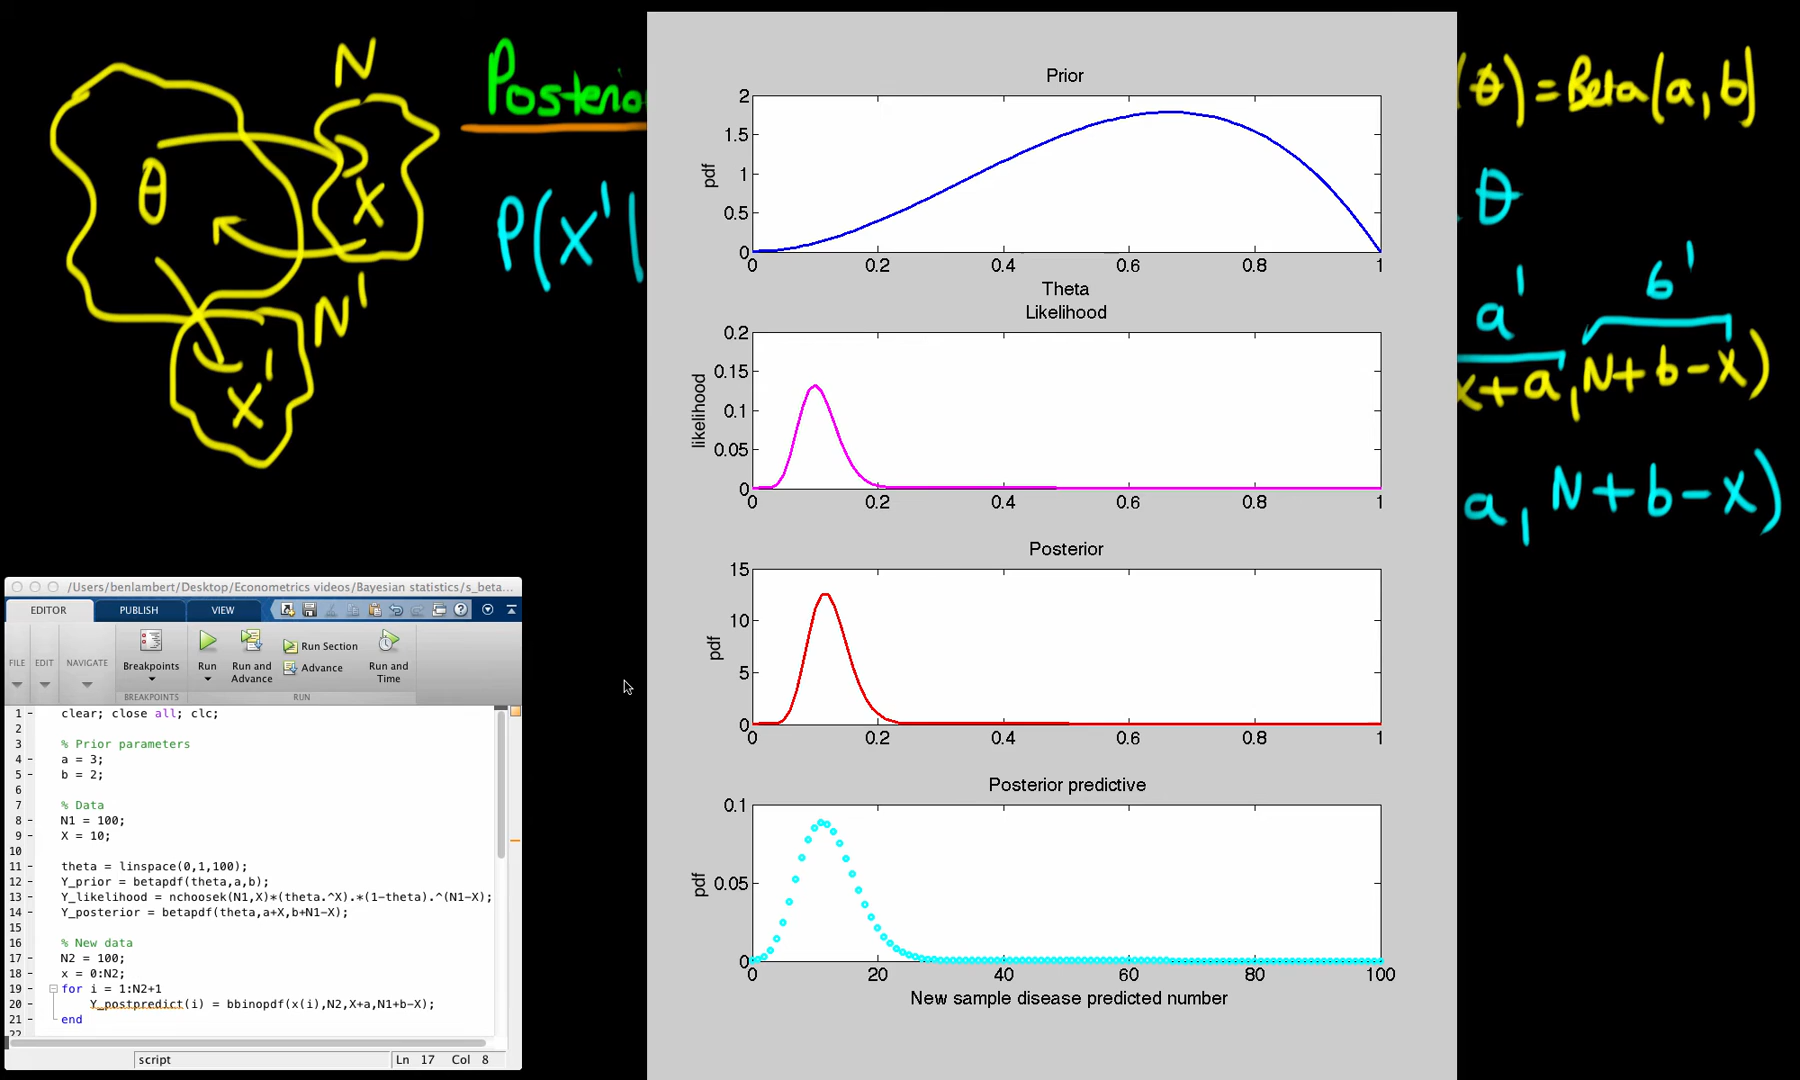 N
θ
X
N'
X'
P(X'|
(θ) = Beta(a, b)
θ
a' b'
X+a, N+b-X)
a, N+b-X)
Prior
2
1.5
1
0.5
0
pdf
0 0.2 0.4 0.6 0.8 1
Theta
Likelihood
0.2
0.15
0.1
0.05
0
likelihood
0 0.2 0.4 0.6 0.8 1
Posterior
15
10
5
0
pdf
0 0.2 0.4 0.6 0.8 1
Posterior predictive
0.1
0.05
0
pdf
0 20 40 60 80 100
New sample disease predicted number
/Users/benlambert/Desktop/Econometrics videos/Bayesian statistics/s_beta...
EDITOR PUBLISH VIEW
FILE EDIT NAVIGATE
Breakpoints
Run
Run and Advance
Run Section
Advance
Run and Time
BREAKPOINTS RUN
1 clear; close all; clc;
2
3 % Prior parameters
4 a = 3;
5 b = 2;
6
7 % Data
8 N1 = 100;
9 X = 10;
10
11 theta = linspace(0,1,100);
12 Y_prior = betapdf(theta,a,b);
13 Y_likelihood = nchoosek(N1,X)*(theta.^X).*(1-theta).^(N1-X);
14 Y_posterior = betapdf(theta,a+X,b+N1-X);
15
16 % New data
17 N2 = 100;
18 x = 0:N2;
19 for i = 1:N2+1
20 Y_postpredict(i) = bbinopdf(x(i),N2,X+a,N1+b-X);
21 end
22
script Ln 17 Col 8